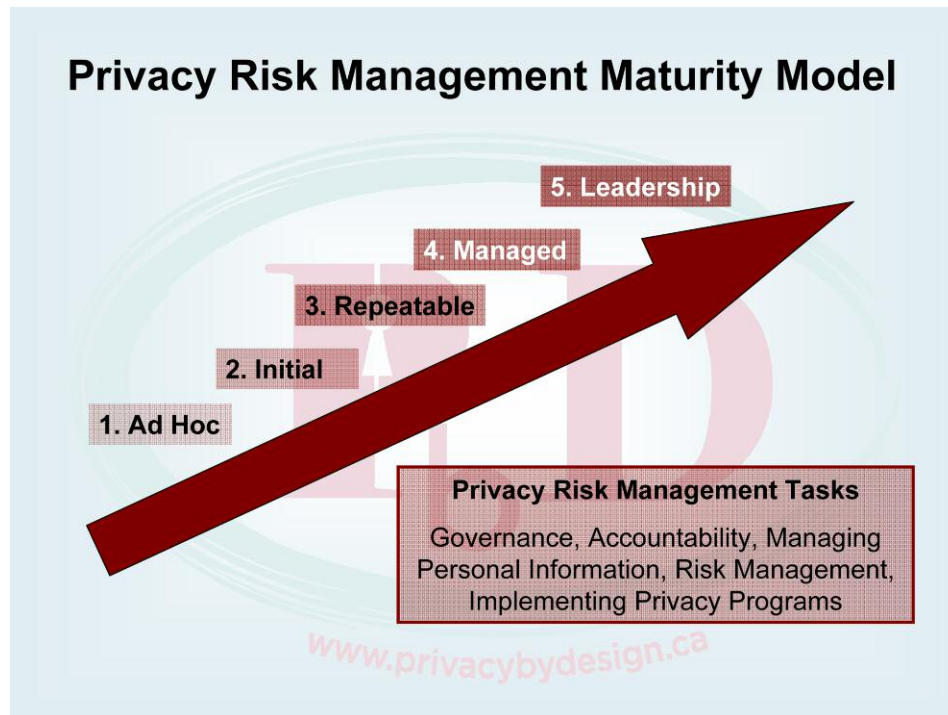 Privacy Risk Management Maturity Model
5. Leadership
4. Managed
3. Repeatable
2. Initial
1. Ad Hoc
Privacy Risk Management Tasks
Governance, Accountability, Managing
Personal Information, Risk Management,
Implementing Privacy Programs
PbD
www.privacybydesign.ca